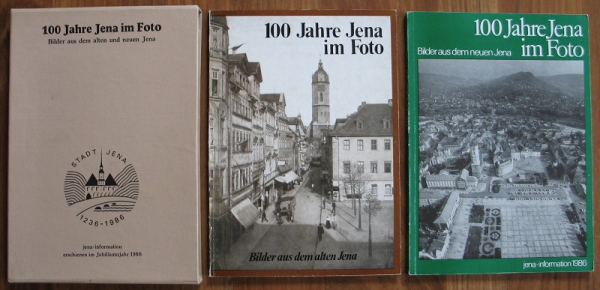 100 Jahre Jena im Foto
Bilder aus dem alten und neuen Jena
STADT JENA
1236-1986
jena-information
erschienen im Jubiläumsjahr 1986
100 Jahre Jena
im Foto
Bilder aus dem alten Jena
100 Jahre Jena
im Foto
Bilder aus dem neuen Jena
jena-information 1986